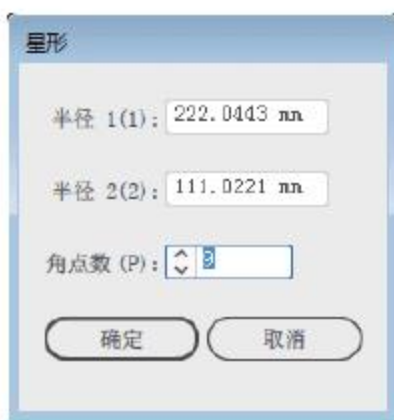 星形
半径 1(1): 222.0443 mm
半径 2(2): 111.0221 mm
角点数 (P): 9
确定
取消